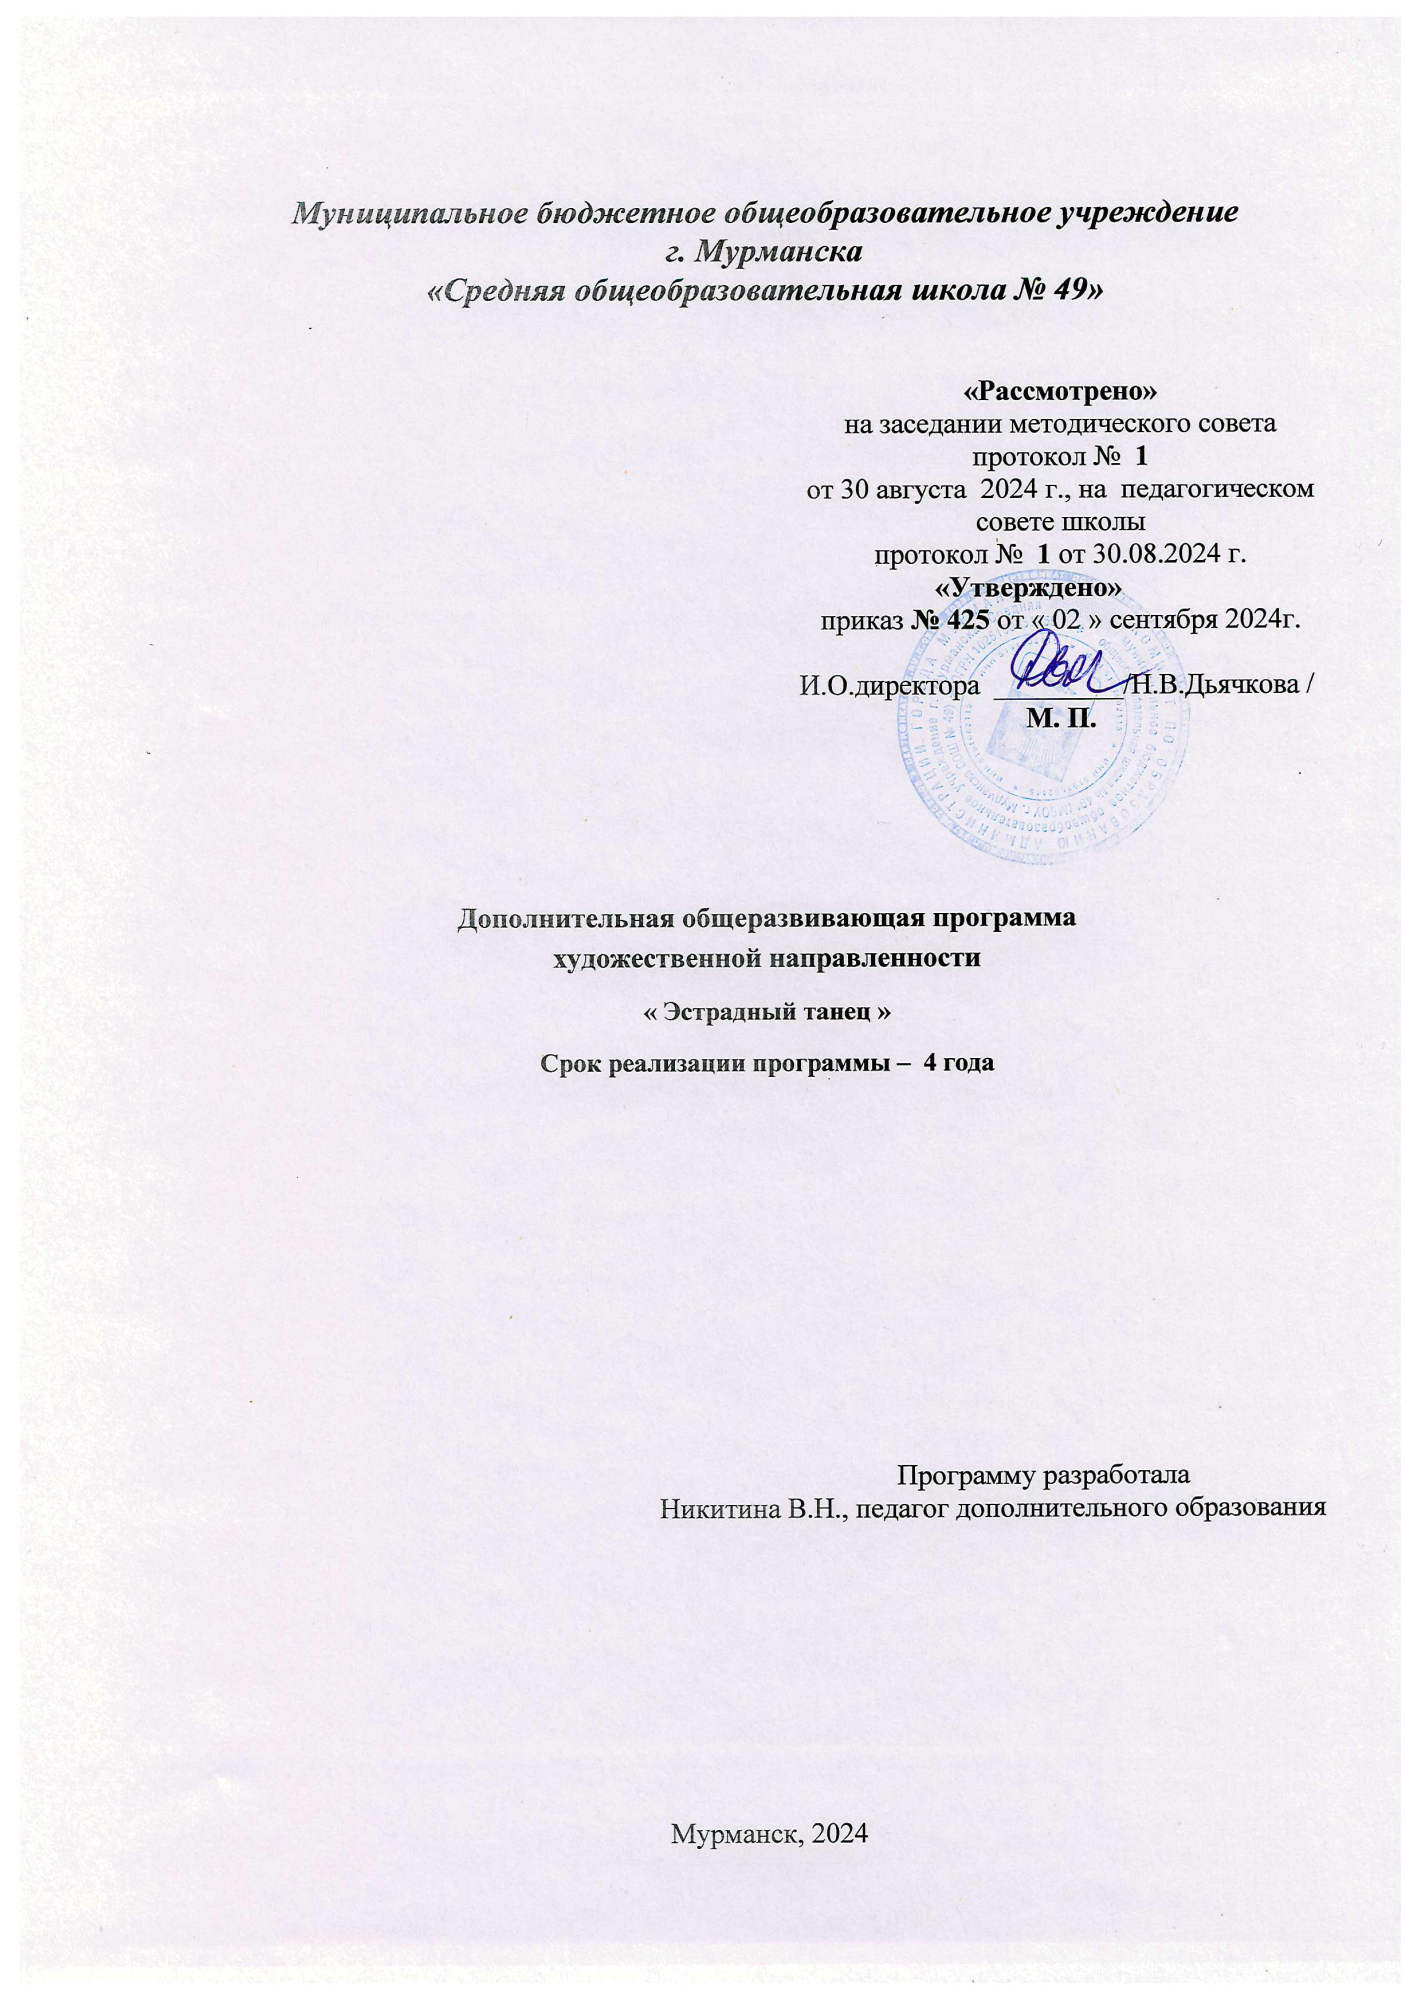 Муниципальное бюджетное общеобразовательное учреждение
г. Мурманска
«Средняя общеобразовательная школа № 49»
«Рассмотрено»
на заседании методического совета
протокол № 1
от 30 августа 2024 г., на педагогическом
совете школы
протокол № 1 от 30.08.2024 г.
«Утверждено»
приказ № 425 от « 02 » сентября 2024г.
И.О.директора _________/Н.В.Дьячкова /
М. П.
Дополнительная общеразвивающая программа
художественной направленности
« Эстрадный танец »
Срок реализации программы – 4 года
Программу разработала
Никитина В.Н., педагог дополнительного образования
Мурманск, 2024